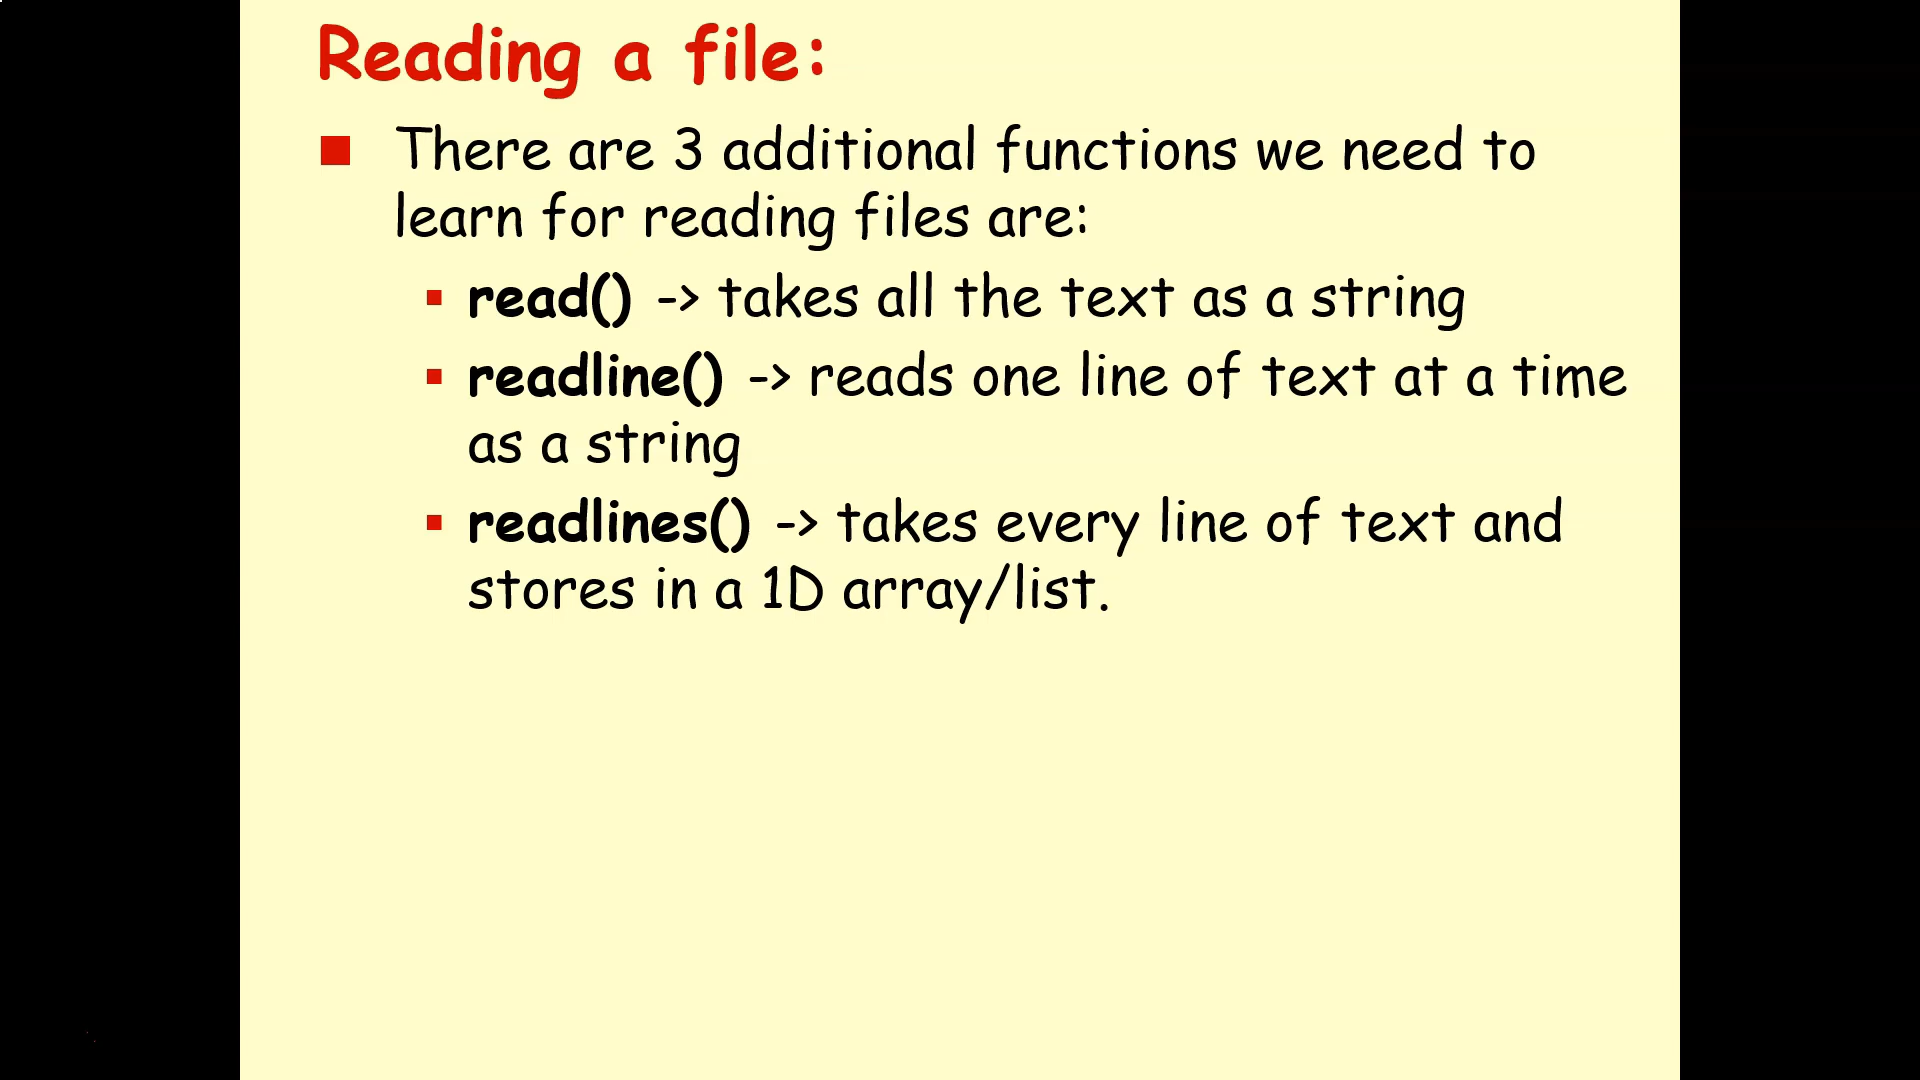 Reading a file:
There are 3 additional functions we need to
learn for reading files are:
read() -> takes all the text as a string
readline() -> reads one line of text at a time
as a string
readlines() -> takes every line of text and
stores in a 1D array/list.